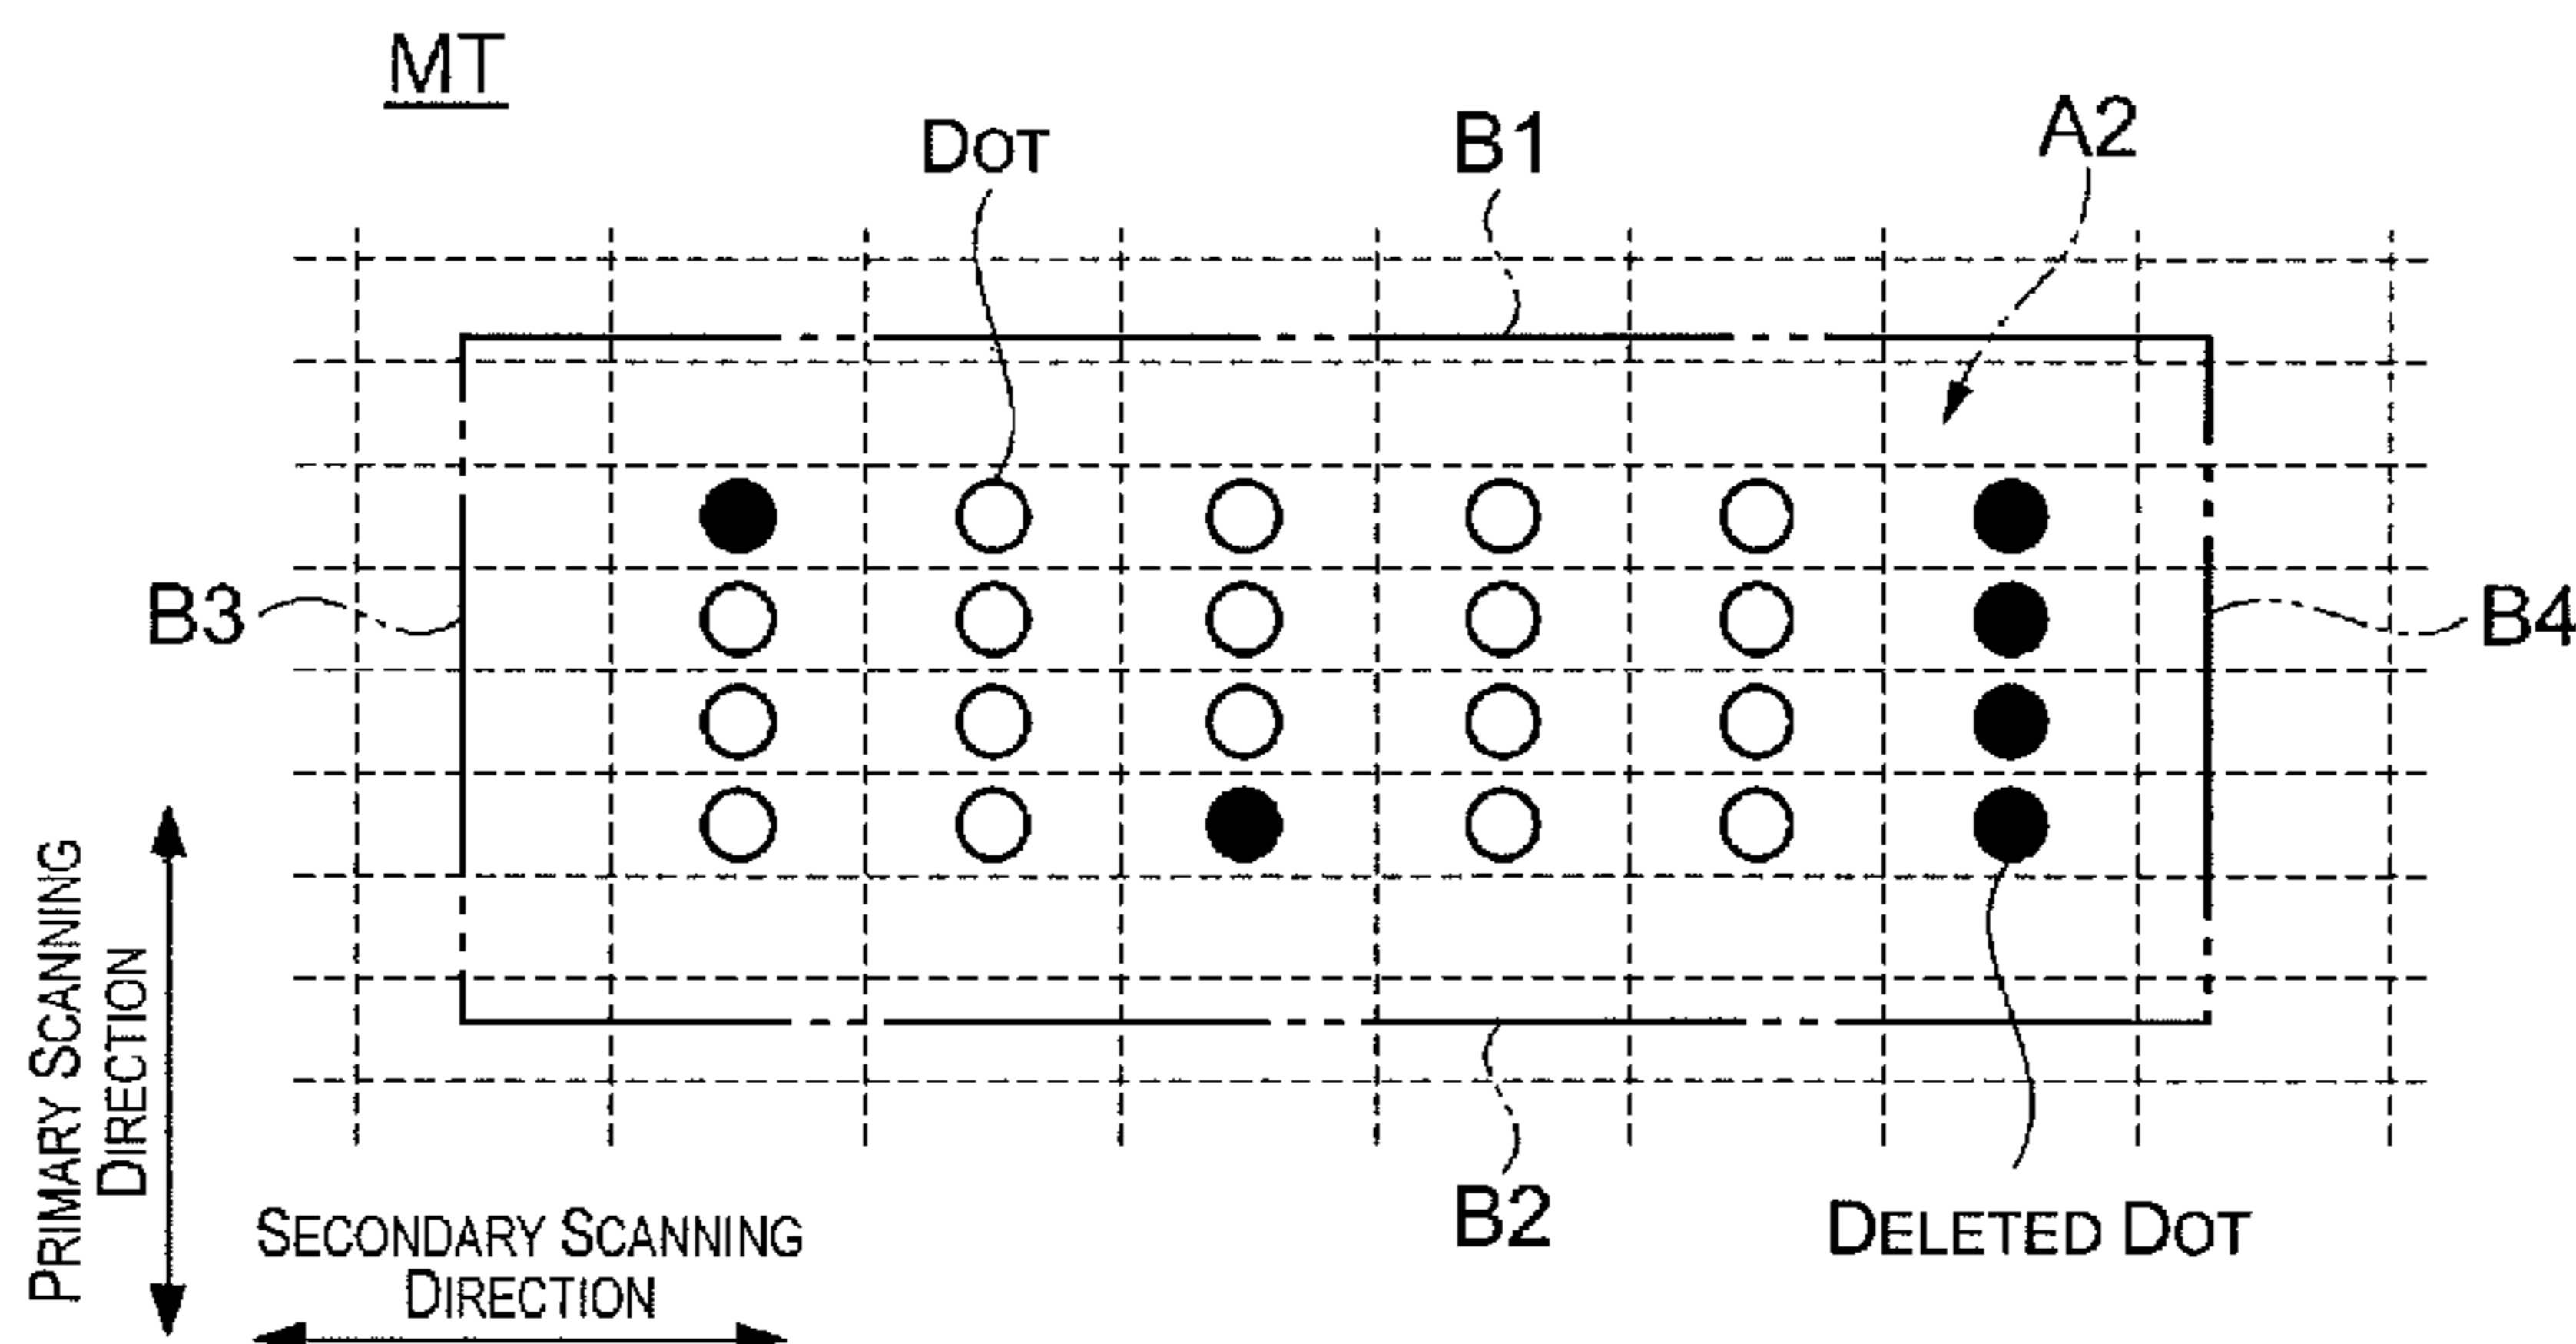 MT
DOT
B1
A2
B3
B4
PRIMARY SCANNING
DIRECTION
SECONDARY SCANNING
DIRECTION
B2
DELETED DOT